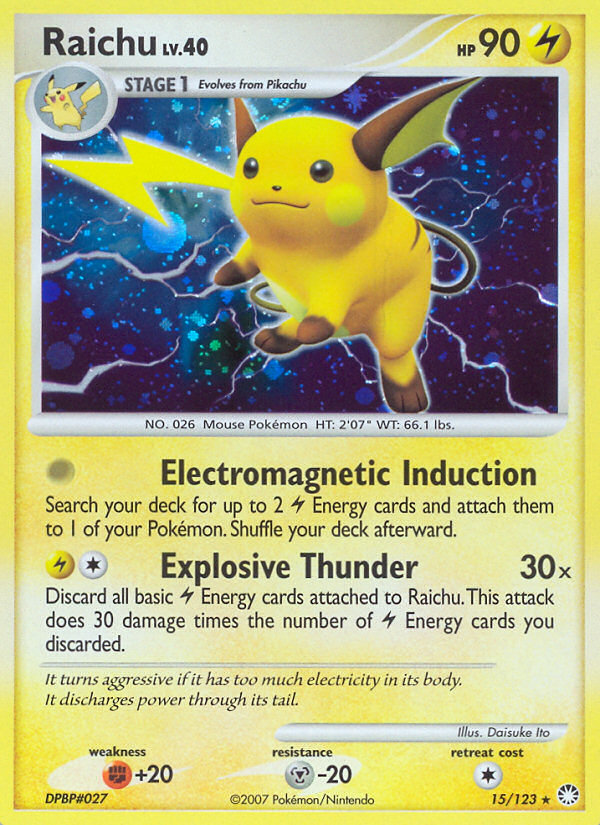 Raichu LV.40 HP 90
STAGE 1 Evolves from Pikachu
NO. 026 Mouse Pokémon HT: 2'07" WT: 66.1 lbs.
Electromagnetic Induction
Search your deck for up to 2 Energy cards and attach them
to 1 of your Pokémon. Shuffle your deck afterward.
Explosive Thunder 30x
Discard all basic Energy cards attached to Raichu. This attack
does 30 damage times the number of Energy cards you
discarded.
It turns aggressive if it has too much electricity in its body.
It discharges power through its tail.
Illus. Daisuke Ito
weakness resistance retreat cost
+20 -20
DPBP#027 ©2007 Pokémon/Nintendo 15/123 ★